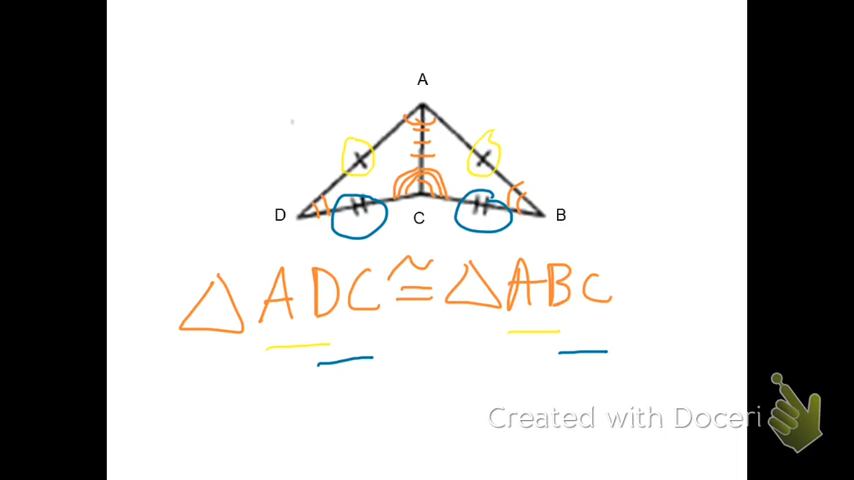 A
D
C
B
△ADC ≅ △ABC
Created with Doceri